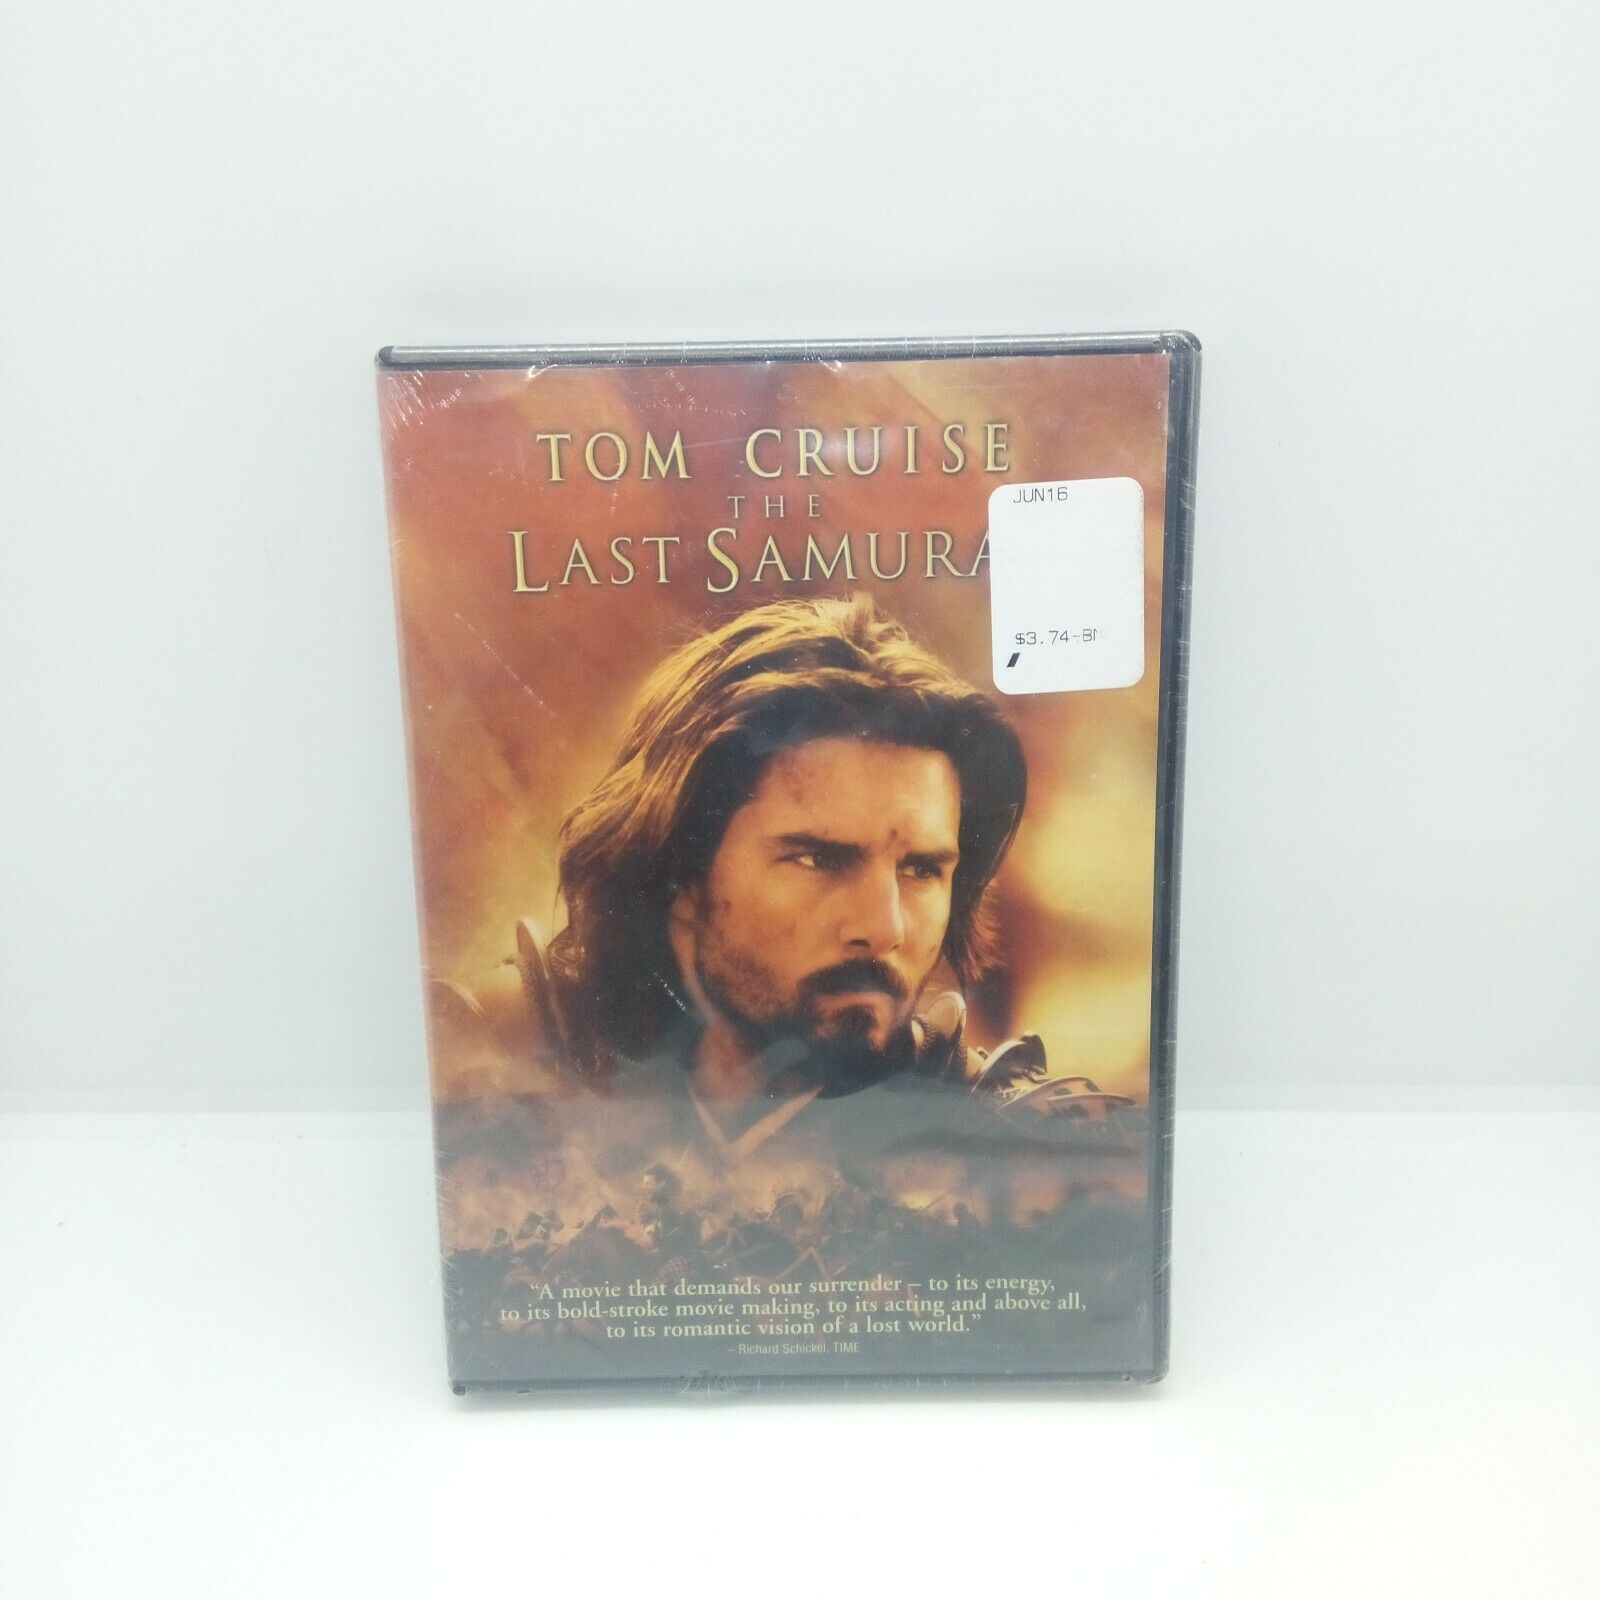 TOM CRUISE
THE
LAST SAMURA
JUN16
$3.74-BM
"A movie that demands our surrender – to its energy,
to its bold-stroke movie making, to its acting and above all,
to its romantic vision of a lost world."
– Richard Schickel, TIME